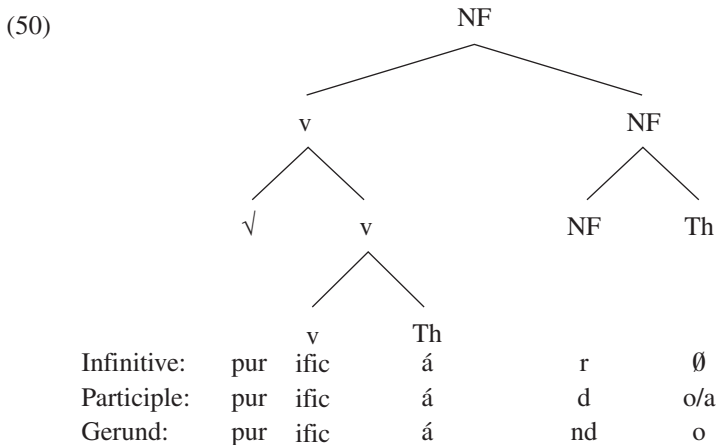 (50) NF
v NF
√ v NF Th
v Th
Infinitive: pur ific á r Ø
Participle: pur ific á d o/a
Gerund: pur ific á nd o